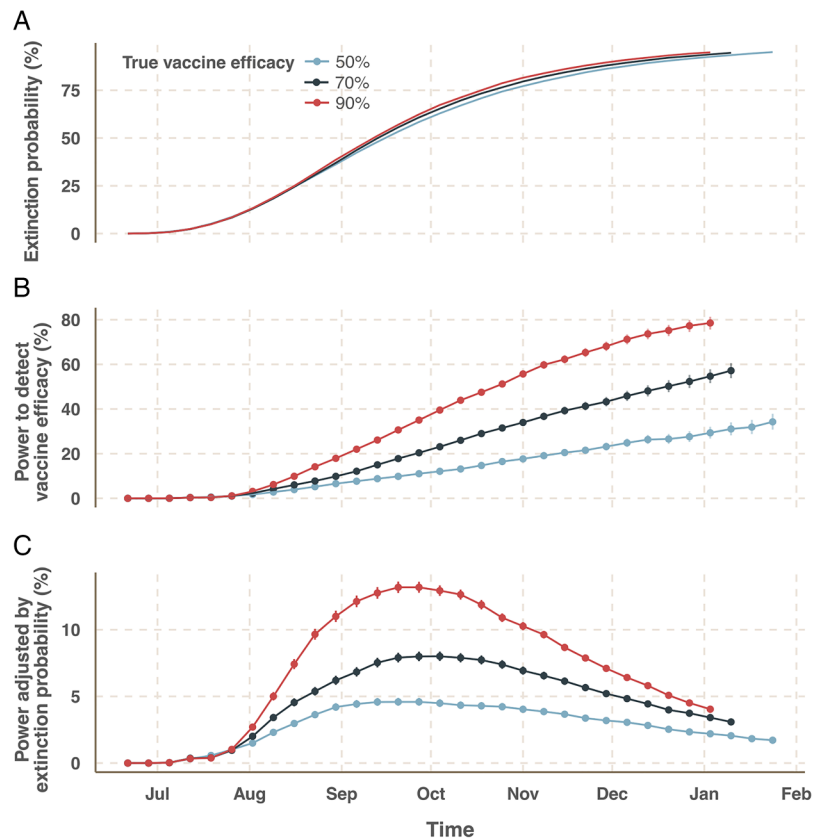 A
Extinction probability (%)
75
50
25
0
True vaccine efficacy
50%
70%
90%
B
Power to detect
vaccine efficacy (%)
80
60
40
20
0
C
Power adjusted by
extinction probability (%)
10
5
0
Jul Aug Sep Oct Nov Dec Jan Feb
Time